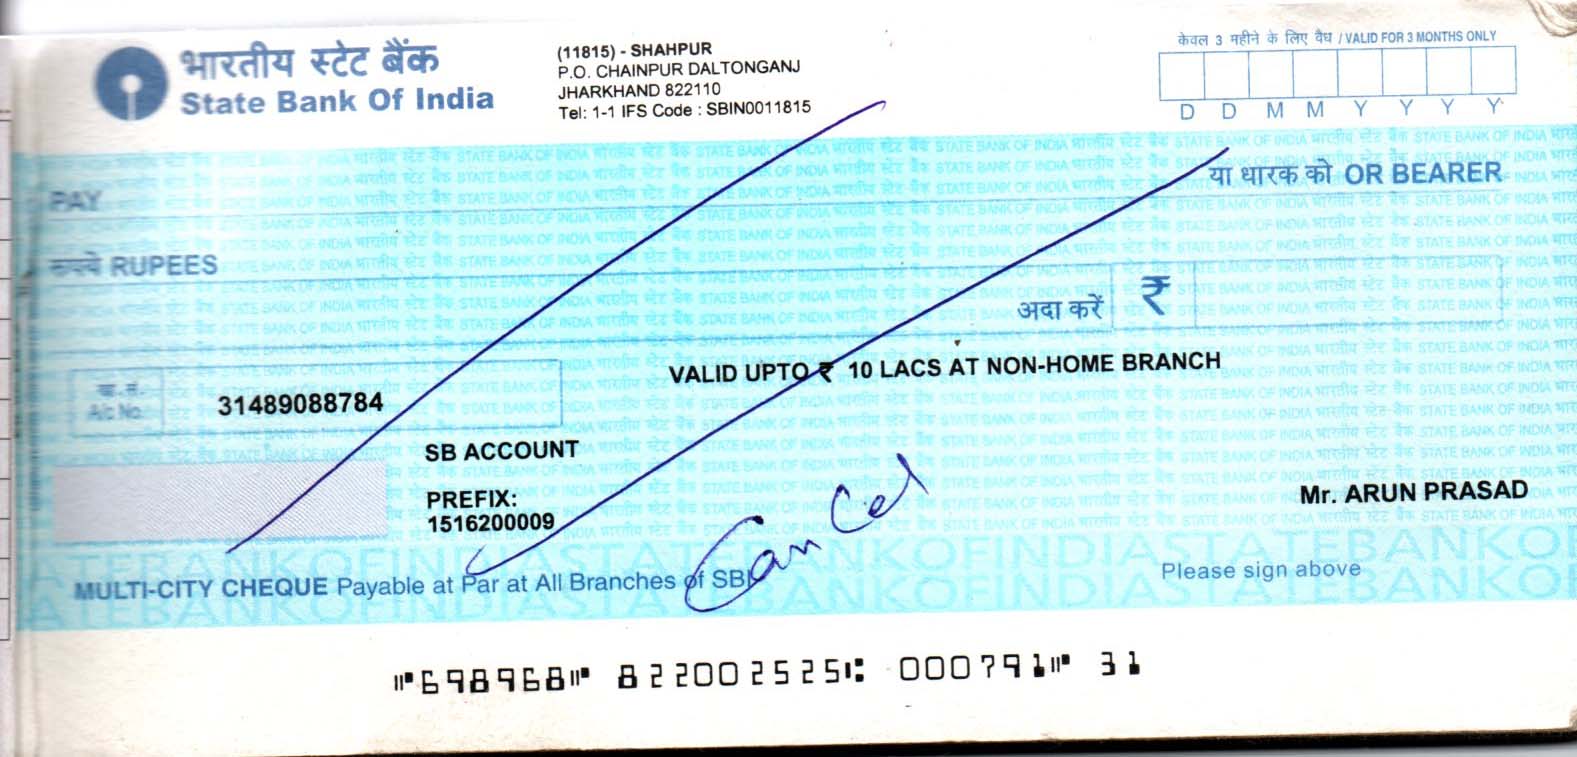 भारतीय स्टेट बैंक
State Bank Of India
(11815) - SHAHPUR
P.O. CHAINPUR DALTONGANJ
JHARKHAND 822110
Tel: 1-1 IFS Code : SBIN0011815
केवल 3 महीने के लिए वैध / VALID FOR 3 MONTHS ONLY
D D M M Y Y Y Y
PAY
या धारक को OR BEARER
रुपये RUPEES
अदा करें ₹
खा. सं.
A/c No.
31489088784
VALID UPTO ₹ 10 LACS AT NON-HOME BRANCH
SB ACCOUNT
PREFIX:
1516200009
Cancel
Mr. ARUN PRASAD
MULTI-CITY CHEQUE Payable at Par at All Branches of SBI
Please sign above
⑈698968⑈ 822002525⑆ 000791⑈ 31